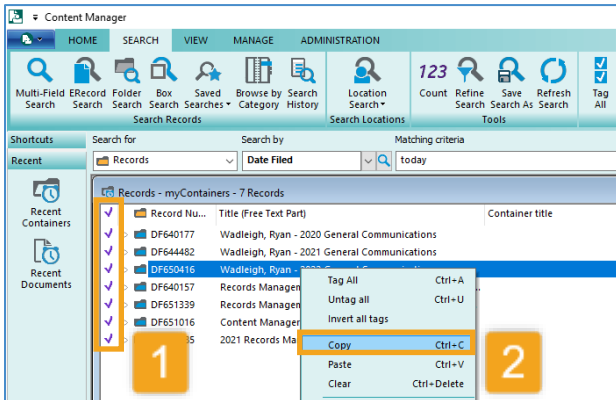 Content Manager
HOME SEARCH VIEW MANAGE ADMINISTRATION
Multi-Field Search
ERecord Search
Folder Search
Box Search
Saved Searches
Browse by Category
Search History
Location Search
123
Count
Refine Search
Save Search As
Refresh Search
Tag All
Search Records
Search Locations
Tools
Shortcuts
Search for
Search by
Matching criteria
Recent
Records
Date Filed
today
Records - myContainers - 7 Records
Recent Containers
Recent Documents
Record Nu... Title (Free Text Part) Container title
DF640177 Wadleigh, Ryan - 2020 General Communications
DF644482 Wadleigh, Ryan - 2021 General Communications
DF650416 Wadleigh, Ryan -
DF640157 Records Managem
DF651339 Records Managem
DF651016 Content Manager
35 2021 Records Ma
Tag All Ctrl+A
Untag all Ctrl+U
Invert all tags
Copy Ctrl+C
Paste Ctrl+V
Clear Ctrl+Delete
1
2